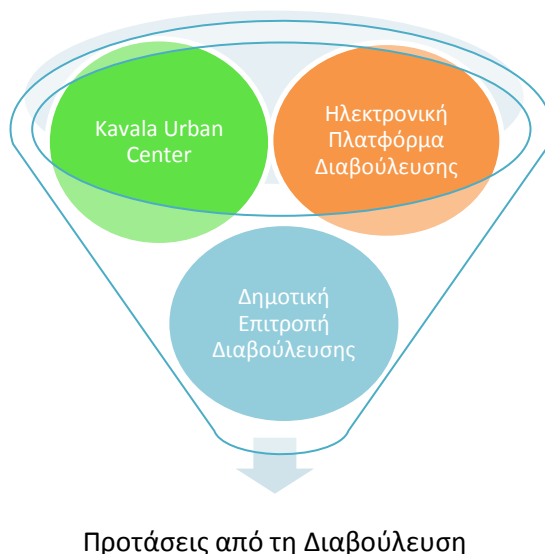 Kavala Urban
Center
Ηλεκτρονική
Πλατφόρμα
Διαβούλευσης
Δημοτική
Επιτροπή
Διαβούλευσης
Προτάσεις από τη Διαβούλευση